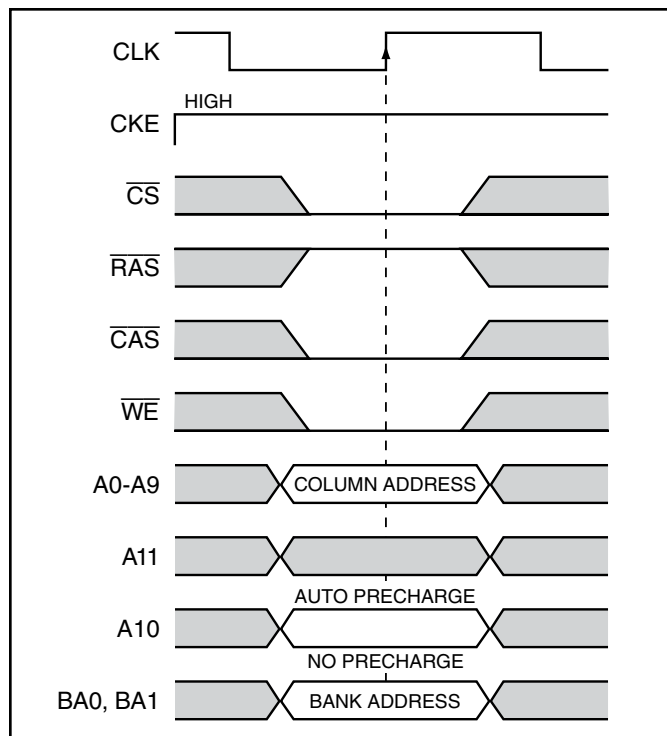 CLK
HIGH
CKE
CS
RAS
CAS
WE
A0-A9 COLUMN ADDRESS
A11
AUTO PRECHARGE
A10
NO PRECHARGE
BA0, BA1 BANK ADDRESS